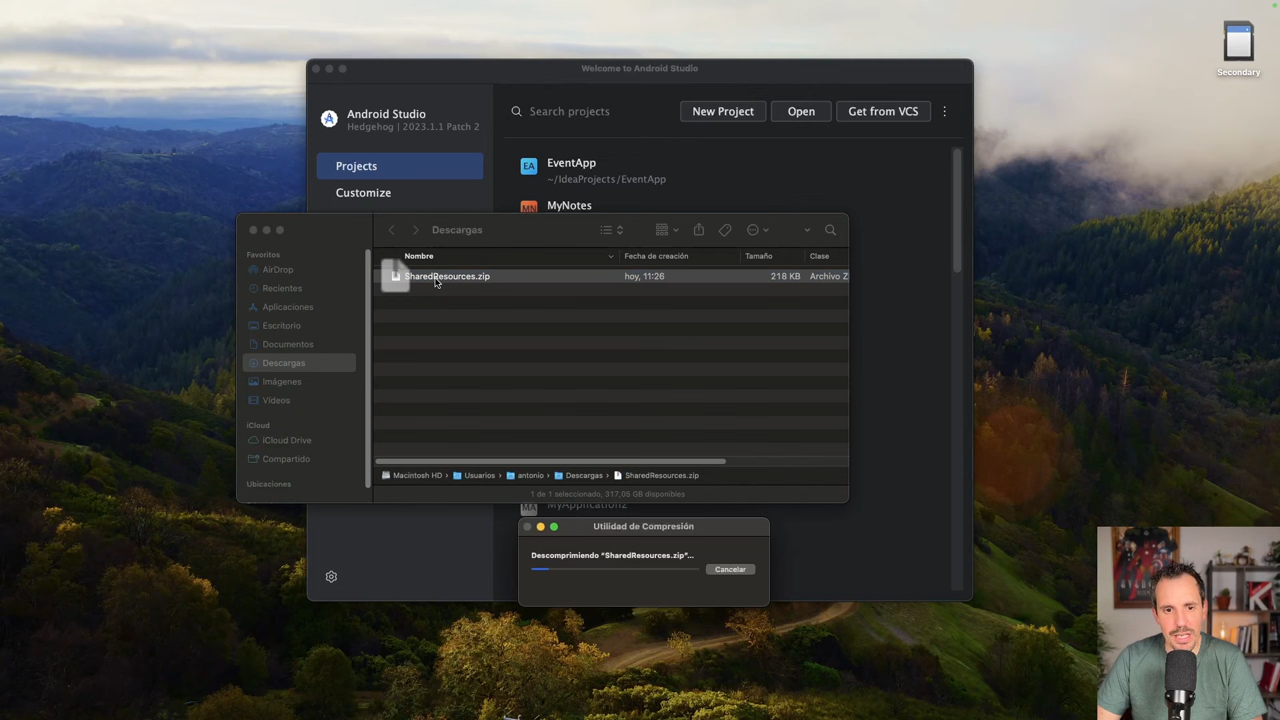 Secondary
Welcome to Android Studio
Android Studio
Hedgehog | 2023.1.1 Patch 2
Search projects
New Project
Open
Get from VCS
Projects
Customize
EA
EventApp
~/IdeaProjects/EventApp
MN
MyNotes
Descargas
Favoritos
AirDrop
Recientes
Aplicaciones
Escritorio
Documentos
Descargas
Imágenes
Vídeos
iCloud
iCloud Drive
Compartido
Ubicaciones
Nombre
Fecha de creación
Tamaño
Clase
SharedResources.zip
hoy, 11:26
218 KB
Archivo Z
Macintosh HD
Usuarios
antonio
Descargas
SharedResources.zip
1 de 1 seleccionado, 317,05 GB disponibles
MA
MyApplication2
Utilidad de Compresión
Descomprimiendo “SharedResources.zip”...
Cancelar